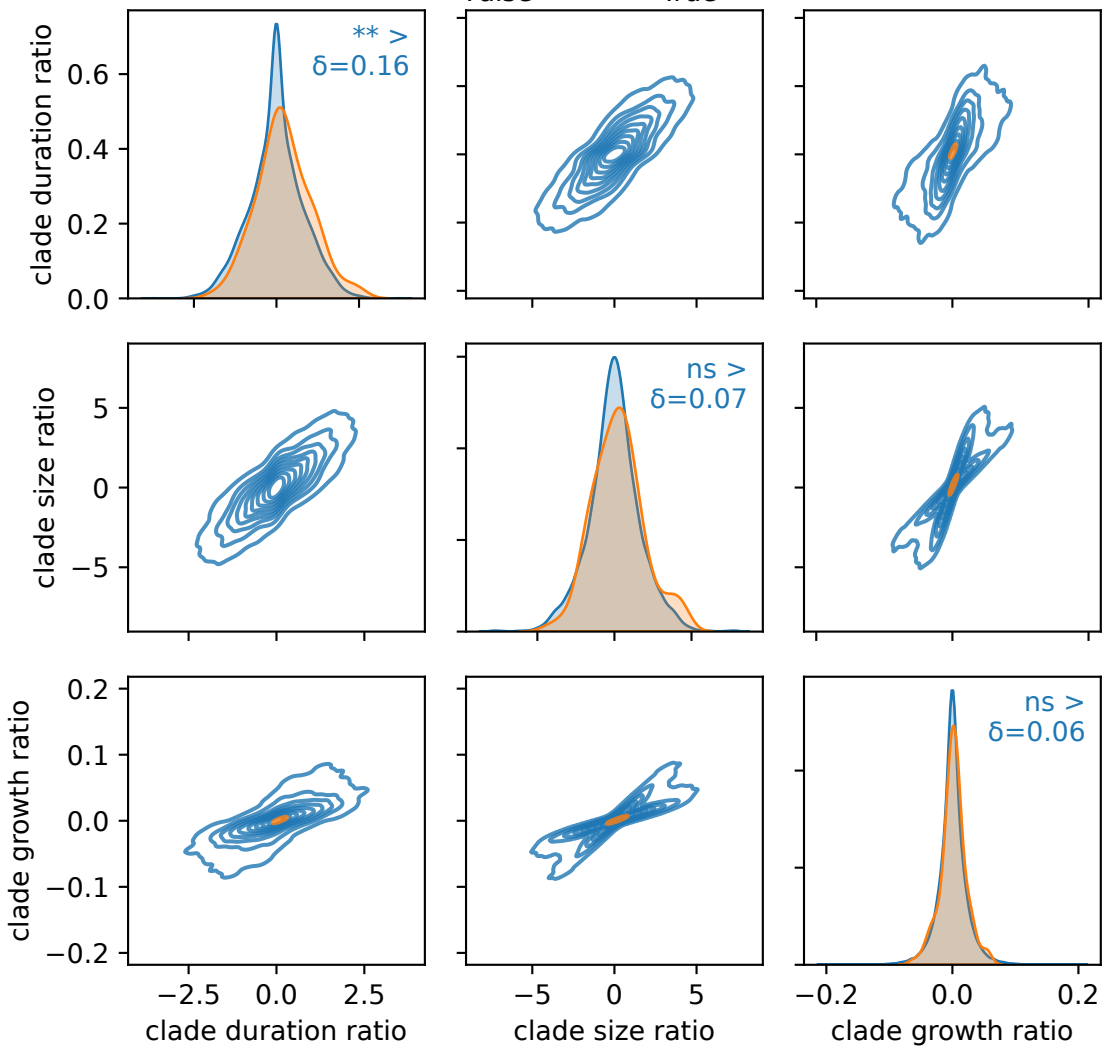 clade duration ratio
0.6
0.4
0.2
0.0
** >
δ=0.16
clade size ratio
5
0
−5
ns >
δ=0.07
clade growth ratio
0.2
0.1
0.0
−0.1
−0.2
ns >
δ=0.06
−2.5 0.0 2.5
−5 0 5
−0.2 0.0 0.2
clade duration ratio
clade size ratio
clade growth ratio